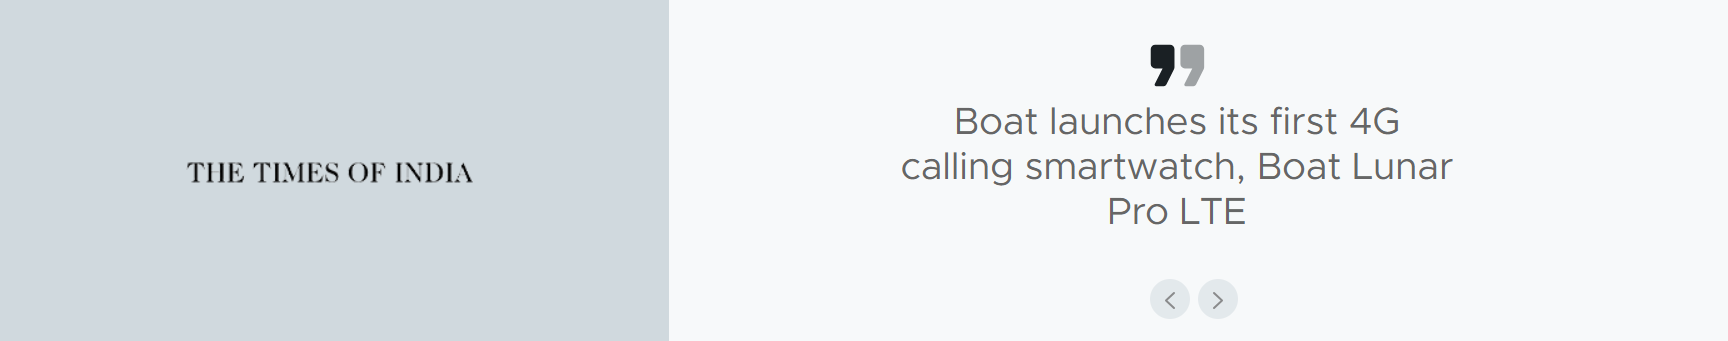 THE TIMES OF INDIA
Boat launches its first 4G
calling smartwatch, Boat Lunar
Pro LTE